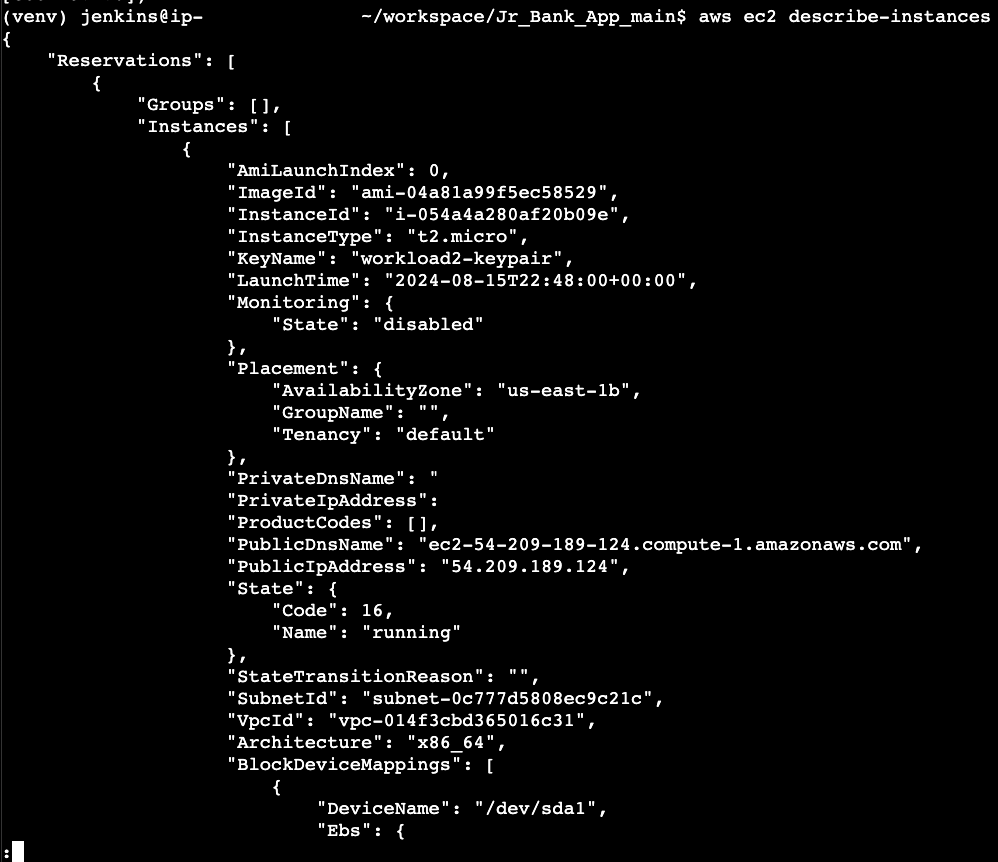 (venv) jenkins@ip- ~/workspace/Jr_Bank_App_main$ aws ec2 describe-instances
{
    "Reservations": [
        {
            "Groups": [],
            "Instances": [
                {
                    "AmiLaunchIndex": 0,
                    "ImageId": "ami-04a81a99f5ec58529",
                    "InstanceId": "i-054a4a280af20b09e",
                    "InstanceType": "t2.micro",
                    "KeyName": "workload2-keypair",
                    "LaunchTime": "2024-08-15T22:48:00+00:00",
                    "Monitoring": {
                        "State": "disabled"
                    },
                    "Placement": {
                        "AvailabilityZone": "us-east-1b",
                        "GroupName": "",
                        "Tenancy": "default"
                    },
                    "PrivateDnsName": "
                    "PrivateIpAddress":
                    "ProductCodes": [],
                    "PublicDnsName": "ec2-54-209-189-124.compute-1.amazonaws.com",
                    "PublicIpAddress": "54.209.189.124",
                    "State": {
                        "Code": 16,
                        "Name": "running"
                    },
                    "StateTransitionReason": "",
                    "SubnetId": "subnet-0c777d5808ec9c21c",
                    "VpcId": "vpc-014f3cbd365016c31",
                    "Architecture": "x86_64",
                    "BlockDeviceMappings": [
                        {
                            "DeviceName": "/dev/sda1",
                            "Ebs": {
: